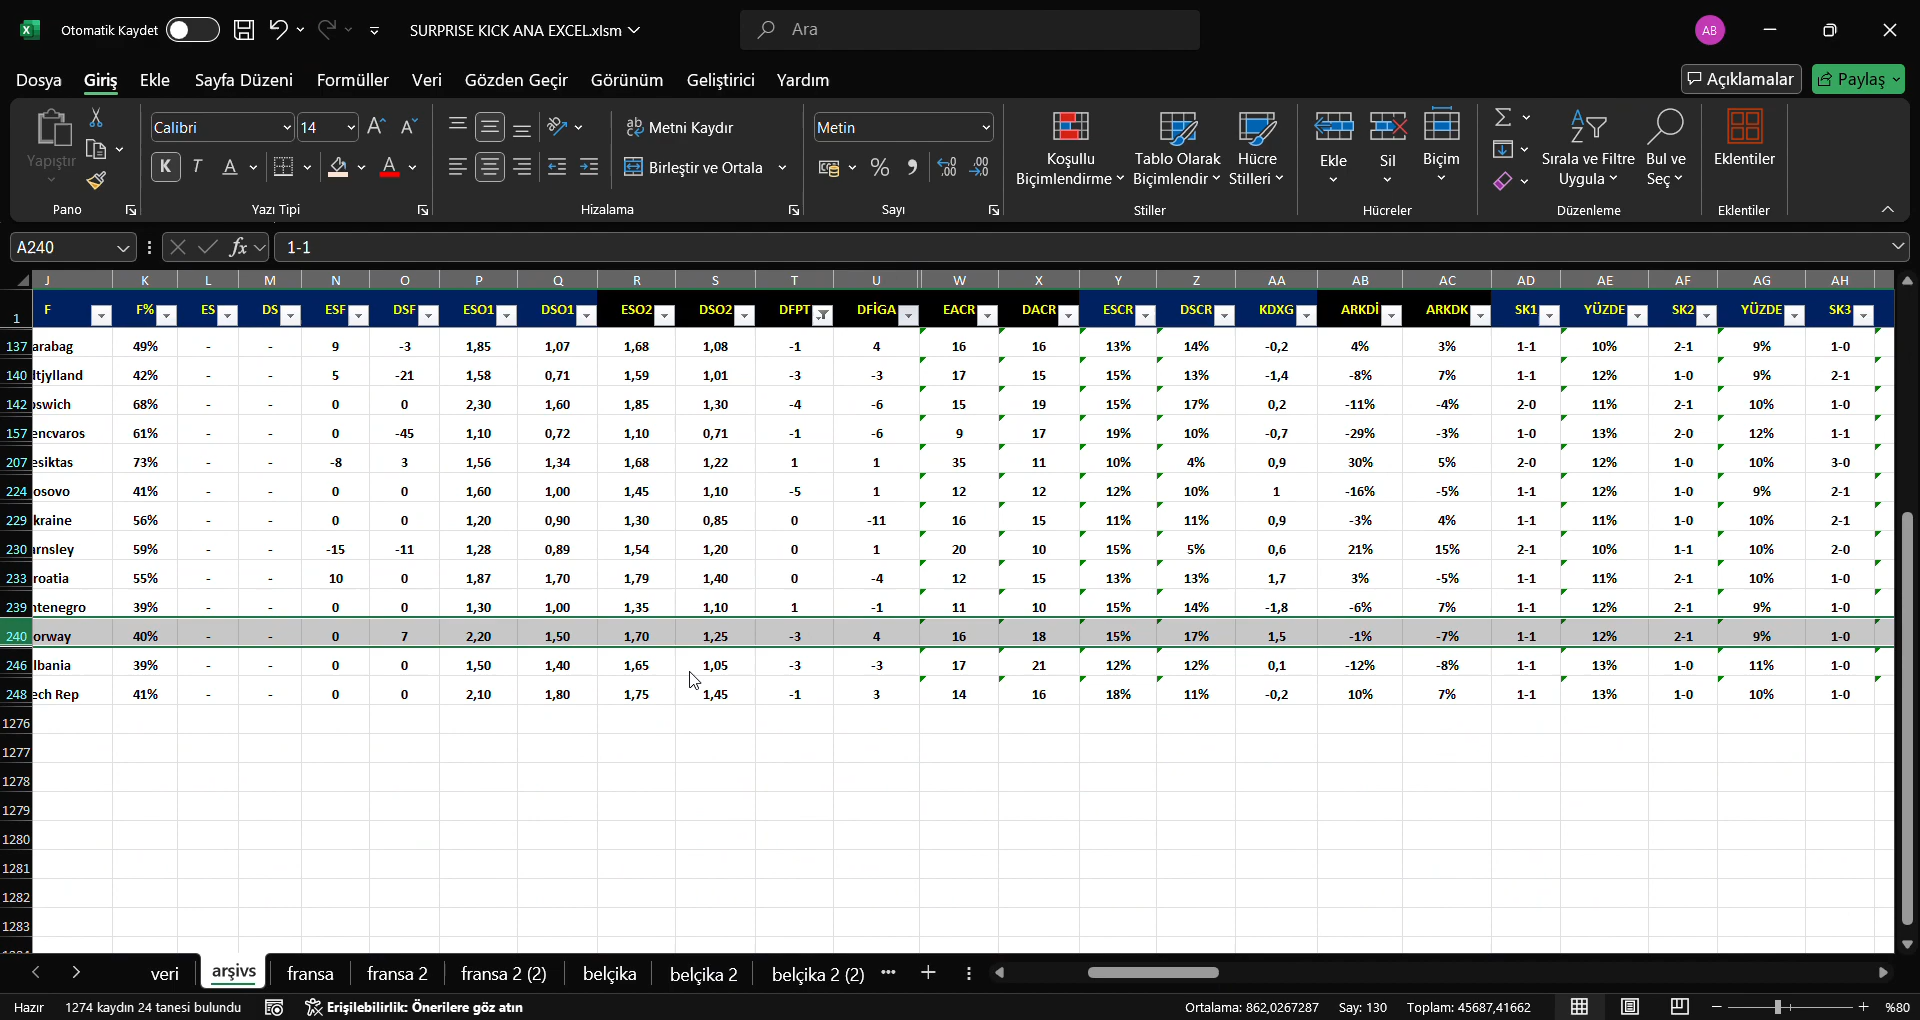 Otomatik Kaydet SURPRISE KICK ANA EXCEL.xlsm Ara AB
Dosya Giriş Ekle Sayfa Düzeni Formüller Veri Gözden Geçir Görünüm Geliştirici Yardım Açıklamalar Paylaş
Yapıştır
Calibri 14
K T A A
Metni Kaydır
Birleştir ve Ortala
Metin
Koşullu Biçimlendirme
Tablo Olarak Biçimlendir
Hücre Stilleri
Ekle Sil Biçim
Sırala ve Filtre Uygula
Bul ve Seç
Eklentiler
Pano Yazı Tipi Hizalama Sayı Stiller Hücreler Düzenleme Eklentiler
A240 fx 1-1
J K L M N O P Q R S T U W X Y Z AA AB AC AD AE AF AG AH
1 F F% ES DS ESF DSF ESO1 DSO1 ESO2 DSO2 DFPT DFİGA EACR DACR ESCR DSCR KDXG ARKDİ ARKDK SK1 YÜZDE SK2 YÜZDE SK3
137 arabag 49% - - 9 -3 1,85 1,07 1,68 1,08 -1 4 16 16 13% 14% -0,2 4% 3% 1-1 10% 2-1 9% 1-0
140 ltjylland 42% - - 5 -21 1,58 0,71 1,59 1,01 -3 -3 17 15 15% 13% -1,4 -8% 7% 1-1 12% 1-0 9% 2-1
142 swich 68% - - 0 0 2,30 1,60 1,85 1,30 -4 -6 15 19 15% 17% 0,2 -11% -4% 2-0 11% 2-1 10% 1-0
157 encvaros 61% - - 0 -45 1,10 0,72 1,10 0,71 -1 -6 9 17 19% 10% -0,7 -29% -3% 1-0 13% 2-0 12% 1-1
207 esiktas 73% - - -8 3 1,56 1,34 1,68 1,22 1 1 35 11 10% 4% 0,9 30% 5% 2-0 12% 1-0 10% 3-0
224 osovo 41% - - 0 0 1,60 1,00 1,45 1,10 -5 1 12 12 12% 10% 1 -16% -5% 1-1 12% 1-0 9% 2-1
229 kraine 56% - - 0 0 1,20 0,90 1,30 0,85 0 -11 16 15 11% 11% 0,9 -3% 4% 1-1 11% 1-0 10% 2-1
230 rnsley 59% - - -15 -11 1,28 0,89 1,54 1,20 0 1 20 10 15% 5% 0,6 21% 15% 2-1 10% 1-1 10% 2-0
233 roatia 55% - - 10 0 1,87 1,70 1,79 1,40 0 -4 12 15 13% 13% 1,7 3% -5% 1-1 11% 2-1 10% 1-0
239 ntenegro 39% - - 0 0 1,30 1,00 1,35 1,10 1 -1 11 10 15% 14% -1,8 -6% 7% 1-1 12% 2-1 9% 1-0
240 orway 40% - - 0 7 2,20 1,50 1,70 1,25 -3 4 16 18 15% 17% 1,5 -1% -7% 1-1 12% 2-1 9% 1-0
246 lbania 39% - - 0 0 1,50 1,40 1,65 1,05 -3 -3 17 21 12% 12% 0,1 -12% -8% 1-1 13% 1-0 11% 1-0
248 ech Rep 41% - - 0 0 2,10 1,80 1,75 1,45 -1 3 14 16 18% 11% -0,2 10% 7% 1-1 13% 1-0 10% 1-0
1276
1277
1278
1279
1280
1281
1282
1283
veri arşivs fransa fransa 2 fransa 2 (2) belçika belçika 2 belçika 2 (2)
Hazır 1274 kaydın 24 tanesi bulundu Erişilebilirlik: Önerilere göz atın Ortalama: 862,0267287 Say: 130 Toplam: 45687,41662 %80